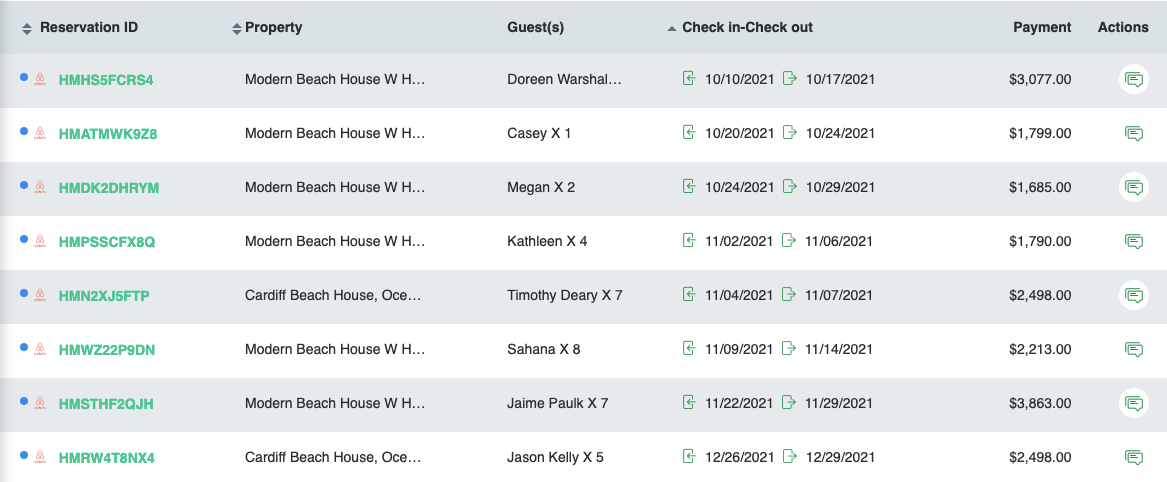 Reservation ID Property Guest(s) Check in-Check out Payment Actions
HMHS5FCRS4 Modern Beach House W H... Doreen Warshal... 10/10/2021 10/17/2021 $3,077.00
HMATMWK9Z8 Modern Beach House W H... Casey X 1 10/20/2021 10/24/2021 $1,799.00
HMDK2DHRYM Modern Beach House W H... Megan X 2 10/24/2021 10/29/2021 $1,685.00
HMPSSCFX8Q Modern Beach House W H... Kathleen X 4 11/02/2021 11/06/2021 $1,790.00
HMN2XJ5FTP Cardiff Beach House, Oce... Timothy Deary X 7 11/04/2021 11/07/2021 $2,498.00
HMWZ22P9DN Modern Beach House W H... Sahana X 8 11/09/2021 11/14/2021 $2,213.00
HMSTHF2QJH Modern Beach House W H... Jaime Paulk X 7 11/22/2021 11/29/2021 $3,863.00
HMRW4T8NX4 Cardiff Beach House, Oce... Jason Kelly X 5 12/26/2021 12/29/2021 $2,498.00